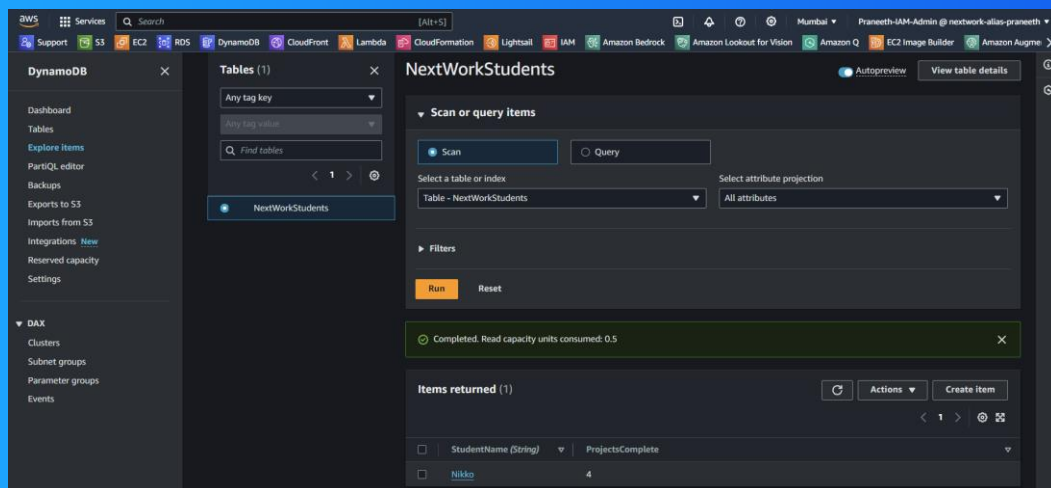 aws Services Search [Alt+S] Mumbai Praneeth-IAM-Admin @ nextwork-alias-praneeth
Support S3 EC2 RDS DynamoDB CloudFront Lambda CloudFormation Lightsail IAM Amazon Bedrock Amazon Lookout for Vision Amazon Q EC2 Image Builder Amazon Augme
DynamoDB
Dashboard
Tables
Explore items
PartiQL editor
Backups
Exports to S3
Imports from S3
Integrations New
Reserved capacity
Settings
DAX
Clusters
Subnet groups
Parameter groups
Events
Tables (1)
Any tag key
Any tag value
Find tables
1
NextWorkStudents
NextWorkStudents
Autopreview View table details
Scan or query items
Scan Query
Select a table or index Select attribute projection
Table - NextWorkStudents All attributes
Filters
Run Reset
Completed. Read capacity units consumed: 0.5
Items returned (1) Actions Create item
1
StudentName (String) ProjectsComplete
Nikko 4